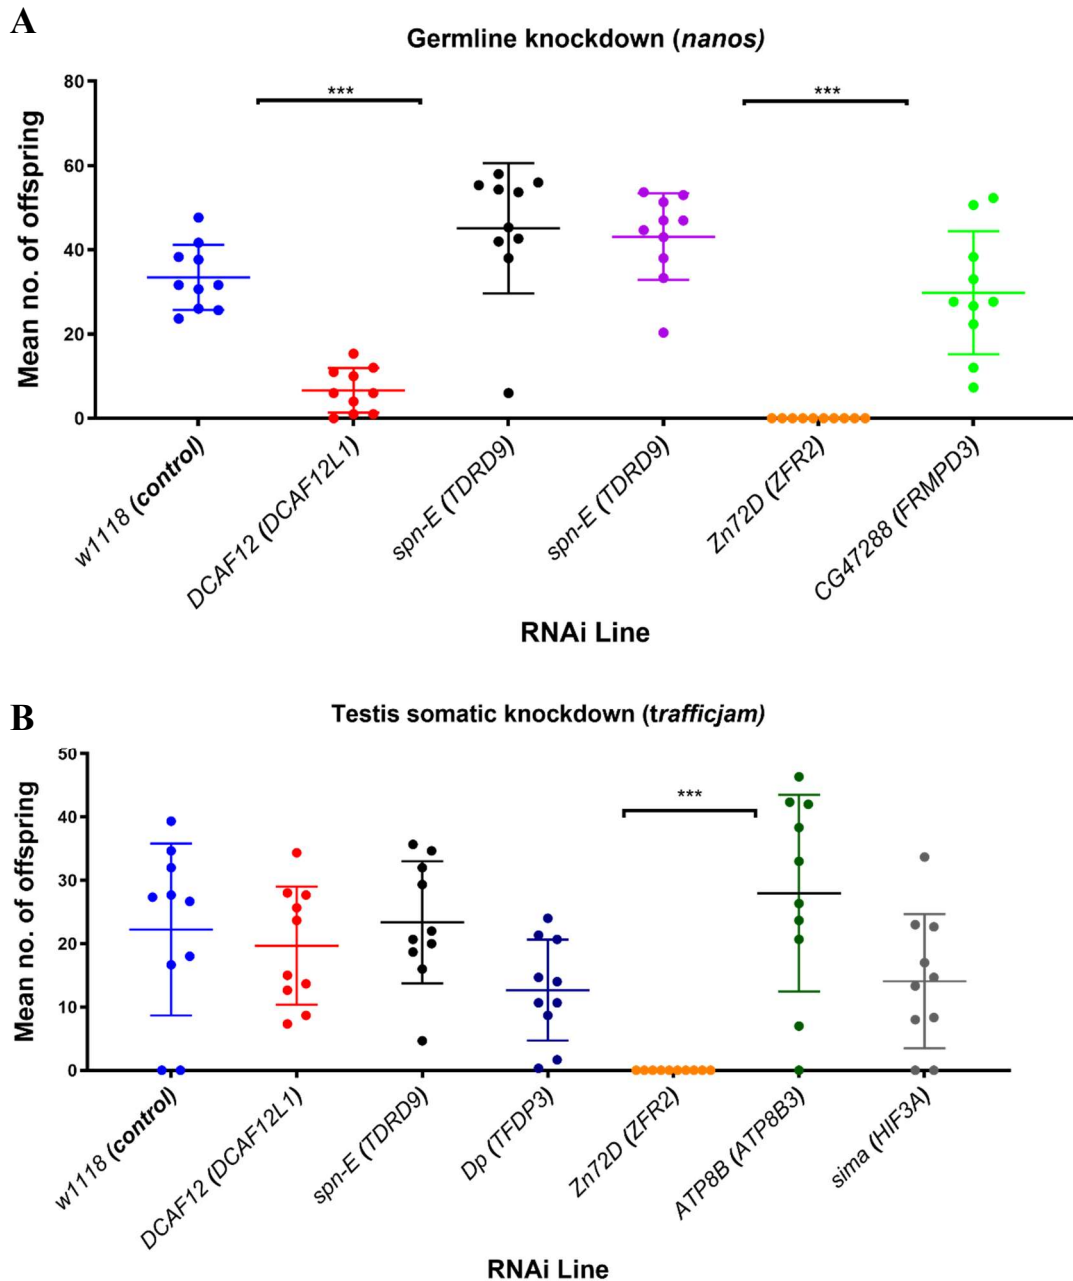 A
Germline knockdown (nanos)
Mean no. of offspring
80
60
40
20
0
***
***
w1118 (control)
DCAF12 (DCAF12L1)
spn-E (TDRD9)
spn-E (TDRD9)
Zn72D (ZFR2)
CG47288 (FRMPD3)
RNAi Line
B
Testis somatic knockdown (trafficjam)
Mean no. of offspring
50
40
30
20
10
0
***
w1118 (control)
DCAF12 (DCAF12L1)
spn-E (TDRD9)
Dp (TFDP3)
Zn72D (ZFR2)
ATP8B (ATP8B3)
sima (HIF3A)
RNAi Line